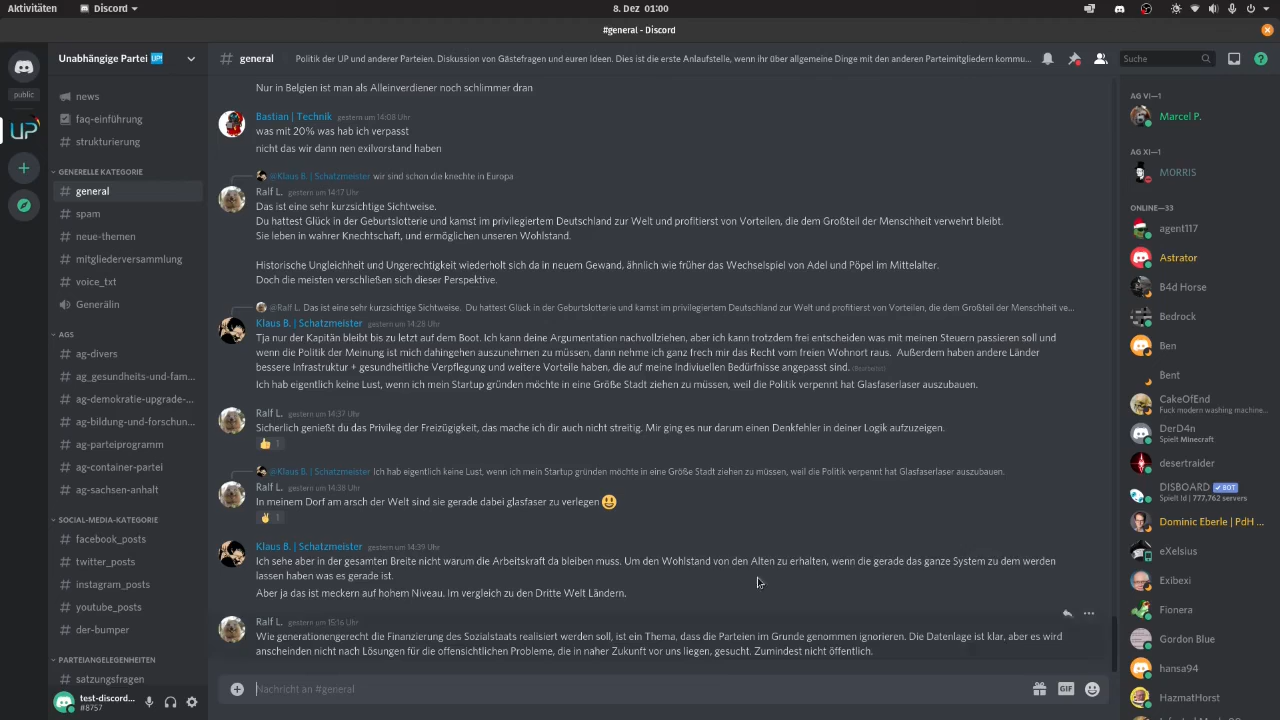 Aktivitäten
Discord
8. Dez 01:00
#general - Discord
Unabhängige Partei UP
general
Politik der UP und anderer Parteien. Diskussion von Gästefragen und euren Ideen. Dies ist die erste Anlaufstelle, wenn ihr über allgemeine Dinge mit den anderen Parteimitgliedern kommu...
Suche
public
UP
news
faq-einführung
strukturierung
GENERELLE KATEGORIE
general
spam
neue-themen
mitgliederversammlung
voice_txt
Generälin
AGS
ag-divers
ag_gesundheits-und-fam...
ag-demokratie-upgrade-...
ag-bildung-und-forschun...
ag-parteiprogramm
ag-container-partei
ag-sachsen-anhalt
SOCIAL-MEDIA-KATEGORIE
facebook_posts
twitter_posts
instagram_posts
youtube_posts
der-bumper
PARTEIANGELEGENHEITEN
satzungsfragen
test-discord...
#8757
Nur in Belgien ist man als Alleinverdiener noch schlimmer dran
Bastian | Technik gestern um 14:08 Uhr
was mit 20% was hab ich verpasst
nicht das wir dann nen exilvorstand haben
@Klaus B. | Schatzmeister wir sind schon die knechte in Europa
Ralf L. gestern um 14:17 Uhr
Das ist eine sehr kurzsichtige Sichtweise.
Du hattest Glück in der Geburtslotterie und kamst im privilegiertem Deutschland zur Welt und profitierst von Vorteilen, die dem Großteil der Menschheit verwehrt bleibt.
Sie leben in wahrer Knechtschaft, und ermöglichen unseren Wohlstand.
Historische Ungleichheit und Ungerechtigkeit wiederholt sich da in neuem Gewand, ähnlich wie früher das Wechselspiel von Adel und Pöpel im Mittelalter.
Doch die meisten verschließen sich dieser Perspektive.
@Ralf L. Das ist eine sehr kurzsichtige Sichtweise. Du hattest Glück in der Geburtslotterie und kamst im privilegiertem Deutschland zur Welt und profitierst von Vorteilen, die dem Großteil der Menschheit ve...
Klaus B. | Schatzmeister gestern um 14:28 Uhr
Tja nur der Kapitän bleibt bis zu letzt auf dem Boot. Ich kann deine Argumentation nachvollziehen, aber ich kann trotzdem frei entscheiden was mit meinen Steuern passieren soll und
wenn die Politik der Meinung ist mich dahingehen auszunehmen zu müssen, dann nehme ich ganz frech mir das Recht vom freien Wohnort raus. Außerdem haben andere Länder
bessere Infrastruktur + gesundheitliche Verpflegung und weitere Vorteile haben, die auf meine Indiviuellen Bedürfnisse angepasst sind. (Bearbeitet)
Ich hab eigentlich keine Lust, wenn ich mein Startup gründen möchte in eine Größe Stadt ziehen zu müssen, weil die Politik verpennt hat Glasfaserlaser auszubauen.
Ralf L. gestern um 14:37 Uhr
Sicherlich genießt du das Privileg der Freizügigkeit, das mache ich dir auch nicht streitig. Mir ging es nur darum einen Denkfehler in deiner Logik aufzuzeigen.
1
@Klaus B. | Schatzmeister Ich hab eigentlich keine Lust, wenn ich mein Startup gründen möchte in eine Größe Stadt ziehen zu müssen, weil die Politik verpennt hat Glasfaserlaser auszubauen.
Ralf L. gestern um 14:38 Uhr
In meinem Dorf am arsch der Welt sind sie gerade dabei glasfaser zu verlegen
1
Klaus B. | Schatzmeister gestern um 14:39 Uhr
Ich sehe aber in der gesamten Breite nicht warum die Arbeitskraft da bleiben muss. Um den Wohlstand von den Alten zu erhalten, wenn die gerade das ganze System zu dem werden
lassen haben was es gerade ist.
Aber ja das ist meckern auf hohem Niveau. Im vergleich zu den Dritte Welt Ländern.
Ralf L. gestern um 15:16 Uhr
Wie generationengerecht die Finanzierung des Sozialstaats realisiert werden soll, ist ein Thema, dass die Parteien im Grunde genommen ignorieren. Die Datenlage ist klar, aber es wird
anscheinden nicht nach Lösungen für die offensichtlichen Probleme, die in naher Zukunft vor uns liegen, gesucht. Zumindest nicht öffentlich.
Nachricht an #general
GIF
AG VI—1
Marcel P.
AG XI—1
MORRIS
ONLINE—33
agent117
Astrator
B4d Horse
Bedrock
Ben
Bent
CakeOfEnd
Fuck modern washing machine...
DerD4n
Spielt Minecraft
desertraider
DISBOARD BOT
Spielt !d | 777,762 servers
Dominic Eberle | PdH ...
eXelsius
Exibexi
Fionera
Gordon Blue
hansa94
HazmatHorst